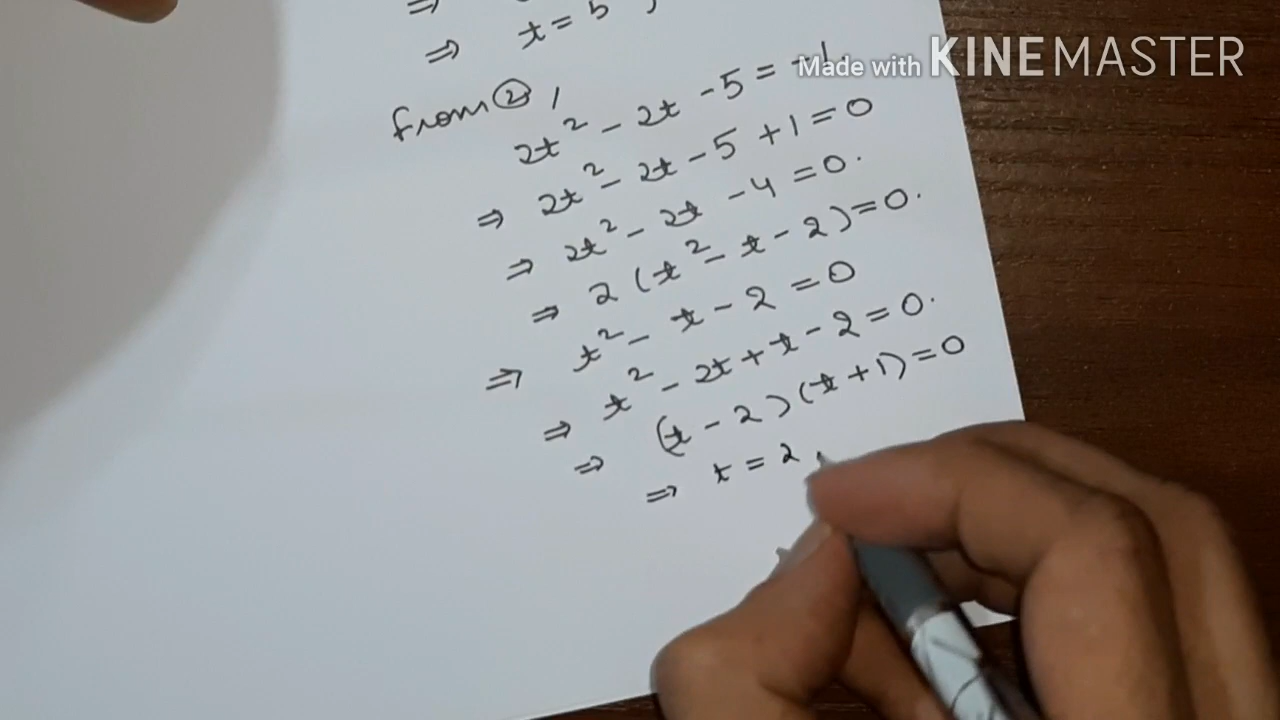 ⇒
⇒ t = 5,
Made with KINEMASTER
from ②,
2t² - 2t - 5 = -1.
⇒ 2t² - 2t - 5 + 1 = 0
⇒ 2t² - 2t - 4 = 0.
⇒ 2(t² - t - 2) = 0.
⇒ t² - t - 2 = 0
⇒ t² - 2t + t - 2 = 0.
⇒ (t - 2)(t + 1) = 0
⇒ t = 2,